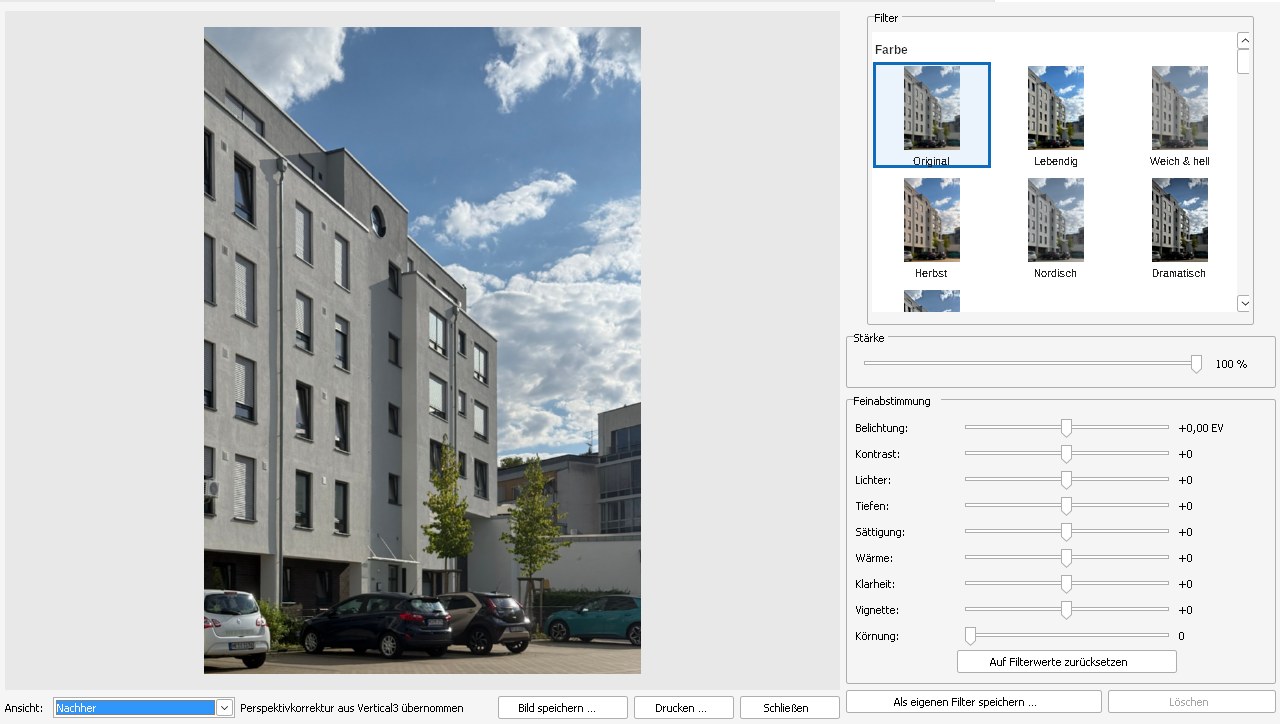 Filter
Farbe
Original
Lebendig
Weich & hell
Herbst
Nordisch
Dramatisch
Stärke
100 %
Feinabstimmung
Belichtung: +0,00 EV
Kontrast: +0
Lichter: +0
Tiefen: +0
Sättigung: +0
Wärme: +0
Klarheit: +0
Vignette: +0
Körnung: 0
Auf Filterwerte zurücksetzen
Als eigenen Filter speichern ...
Löschen
Ansicht: Nachher
Perspektivkorrektur aus Vertical3 übernommen
Bild speichern ...
Drucken ...
Schließen